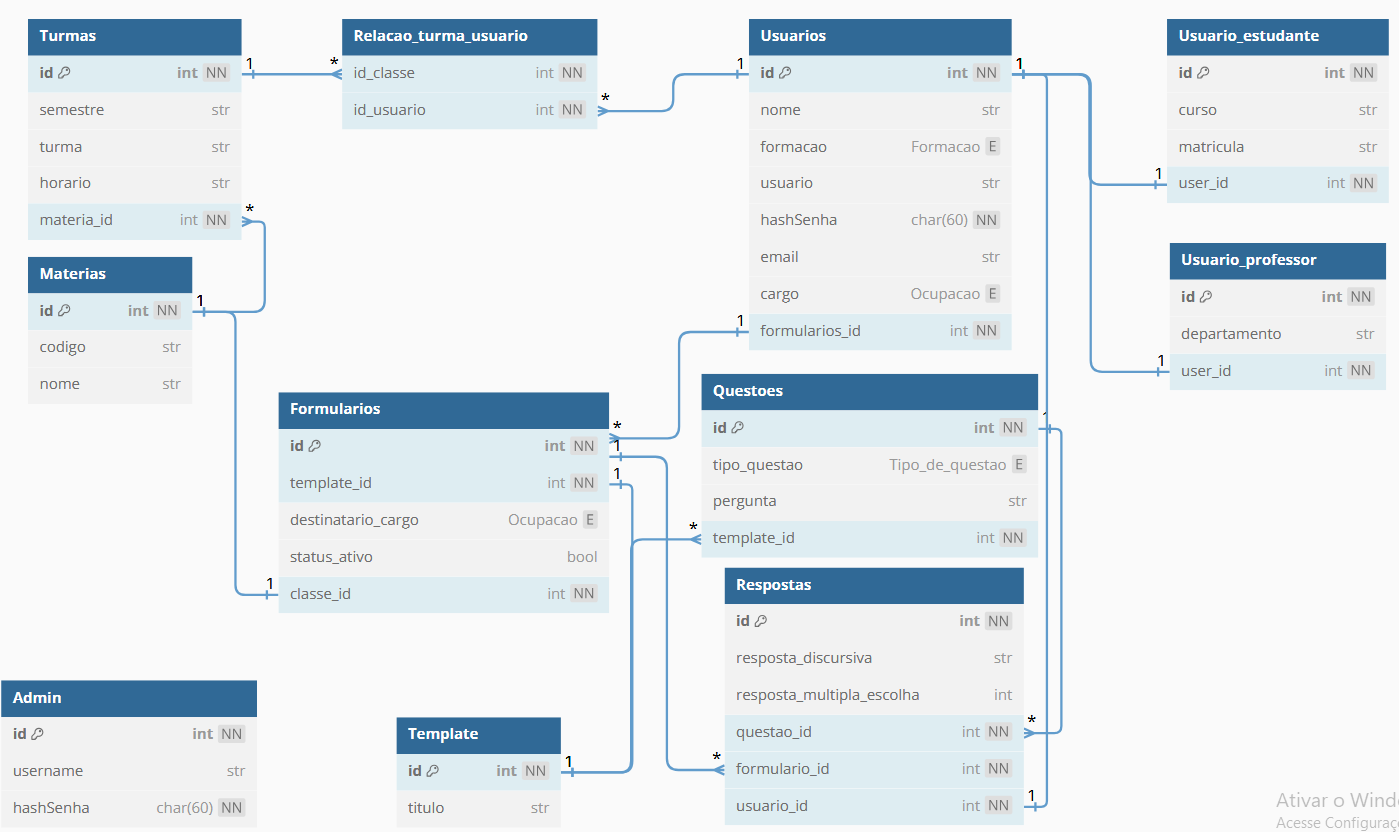 Turmas
id int NN
semestre str
turma str
horario str
materia_id int NN
1 *
*
Relacao_turma_usuario
id_classe int NN
id_usuario int NN
* 1
Usuarios
id int NN
nome str
formacao Formacao E
usuario str
hashSenha char(60) NN
email str
cargo Ocupacao E
formularios_id int NN
1
1
Usuario_estudante
id int NN
curso str
matricula str
user_id int NN
1
Usuario_professor
id int NN
departamento str
user_id int NN
1
Materias
id int NN
codigo str
nome str
1
Formularios
id int NN
template_id int NN
destinatario_cargo Ocupacao E
status_ativo bool
classe_id int NN
*
1
1
1
Questoes
id int NN
tipo_questao Tipo_de_questao E
pergunta str
template_id int NN
*
Respostas
id int NN
resposta_discursiva str
resposta_multipla_escolha int
questao_id int NN
formulario_id int NN
usuario_id int NN
*
*
1
Admin
id int NN
username str
hashSenha char(60) NN
Template
id int NN
titulo str
1
Ativar o Wind
Acesse Configuraç